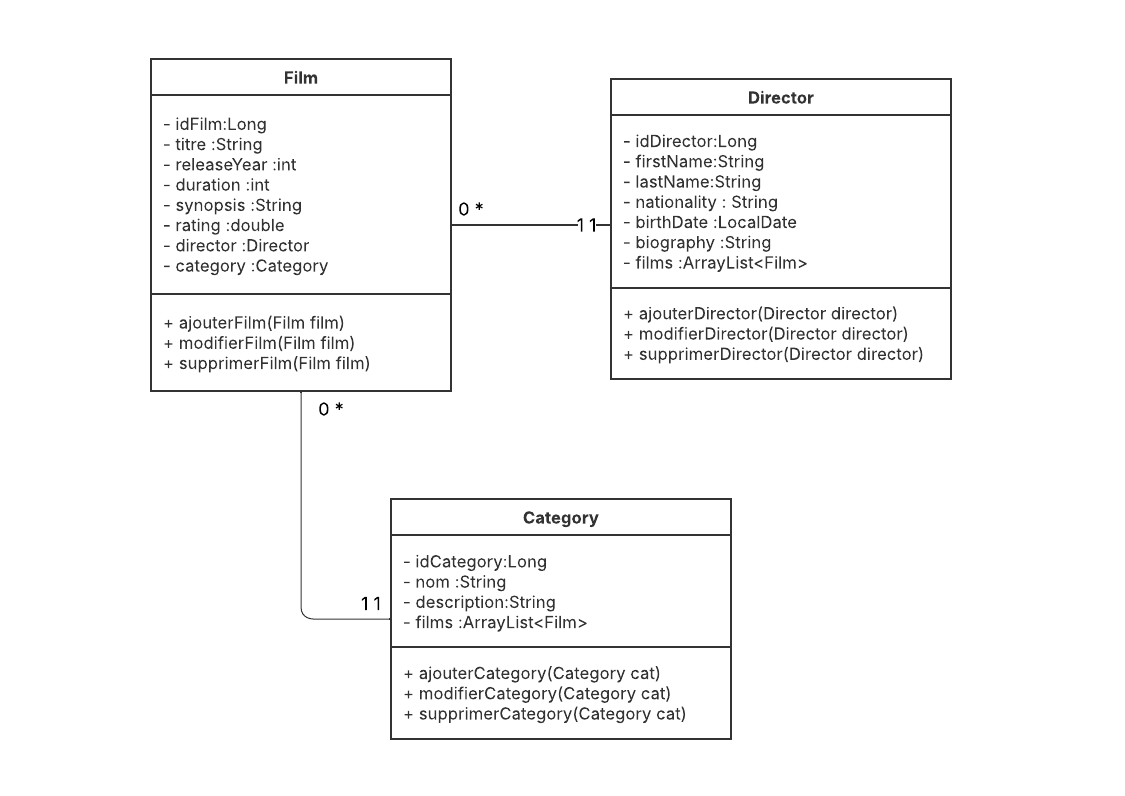 Film
- idFilm:Long
- titre :String
- releaseYear :int
- duration :int
- synopsis :String
- rating :double
- director :Director
- category :Category
+ ajouterFilm(Film film)
+ modifierFilm(Film film)
+ supprimerFilm(Film film)
0 *
1 1
Director
- idDirector:Long
- firstName:String
- lastName:String
- nationality : String
- birthDate :LocalDate
- biography :String
- films :ArrayList<Film>
+ ajouterDirector(Director director)
+ modifierDirector(Director director)
+ supprimerDirector(Director director)
0 *
1 1
Category
- idCategory:Long
- nom :String
- description:String
- films :ArrayList<Film>
+ ajouterCategory(Category cat)
+ modifierCategory(Category cat)
+ supprimerCategory(Category cat)